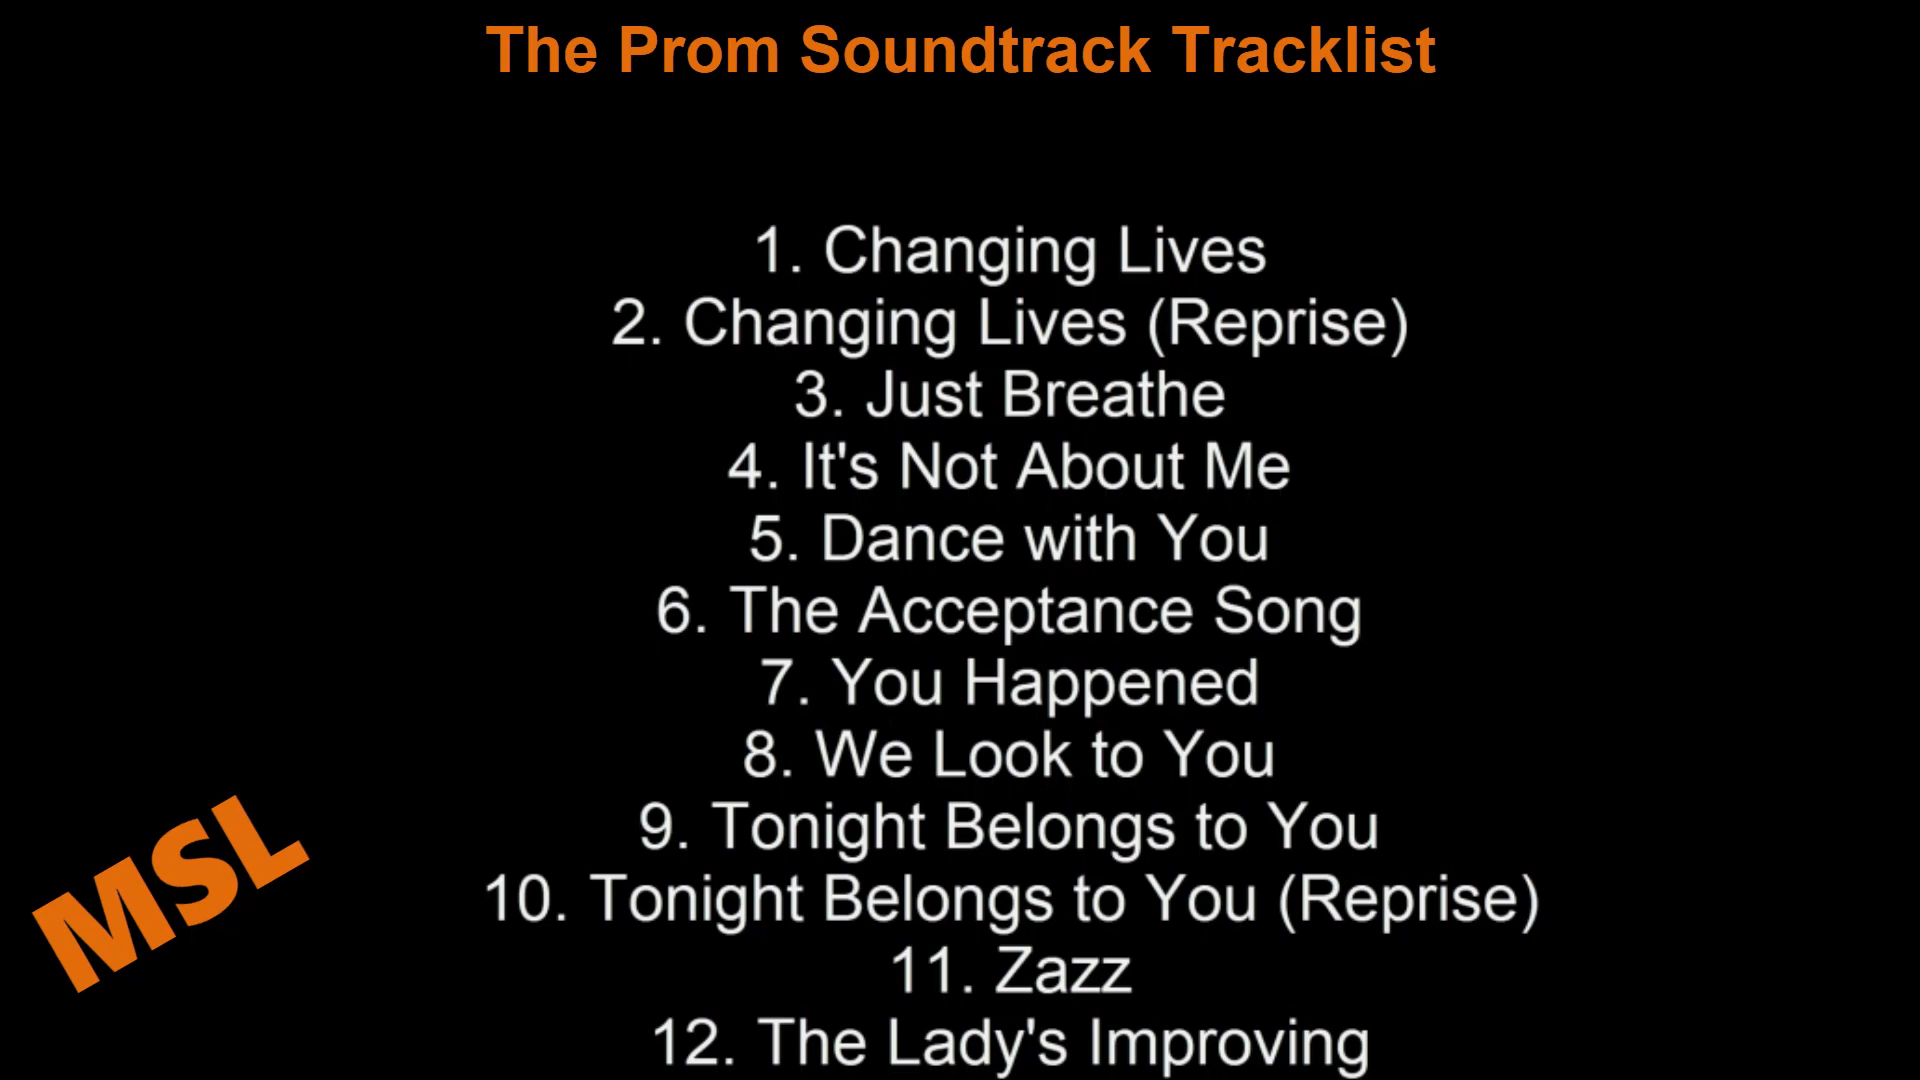 The Prom Soundtrack Tracklist
1. Changing Lives
2. Changing Lives (Reprise)
3. Just Breathe
4. It's Not About Me
5. Dance with You
6. The Acceptance Song
7. You Happened
8. We Look to You
9. Tonight Belongs to You
10. Tonight Belongs to You (Reprise)
11. Zazz
12. The Lady's Improving
MSL